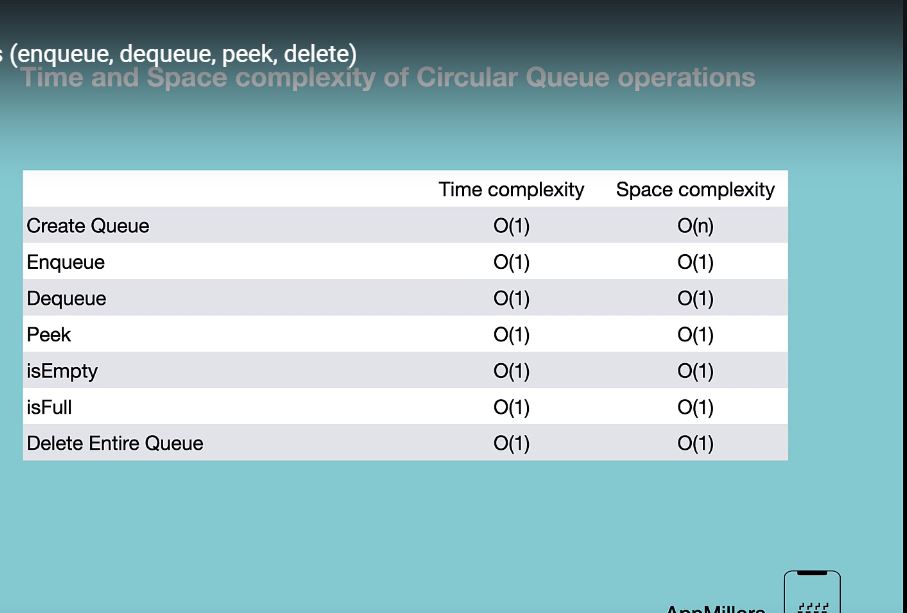 (enqueue, dequeue, peek, delete)
Time and Space complexity of Circular Queue operations
Time complexity Space complexity
Create Queue O(1) O(n)
Enqueue O(1) O(1)
Dequeue O(1) O(1)
Peek O(1) O(1)
isEmpty O(1) O(1)
isFull O(1) O(1)
Delete Entire Queue O(1) O(1)
AppMillers